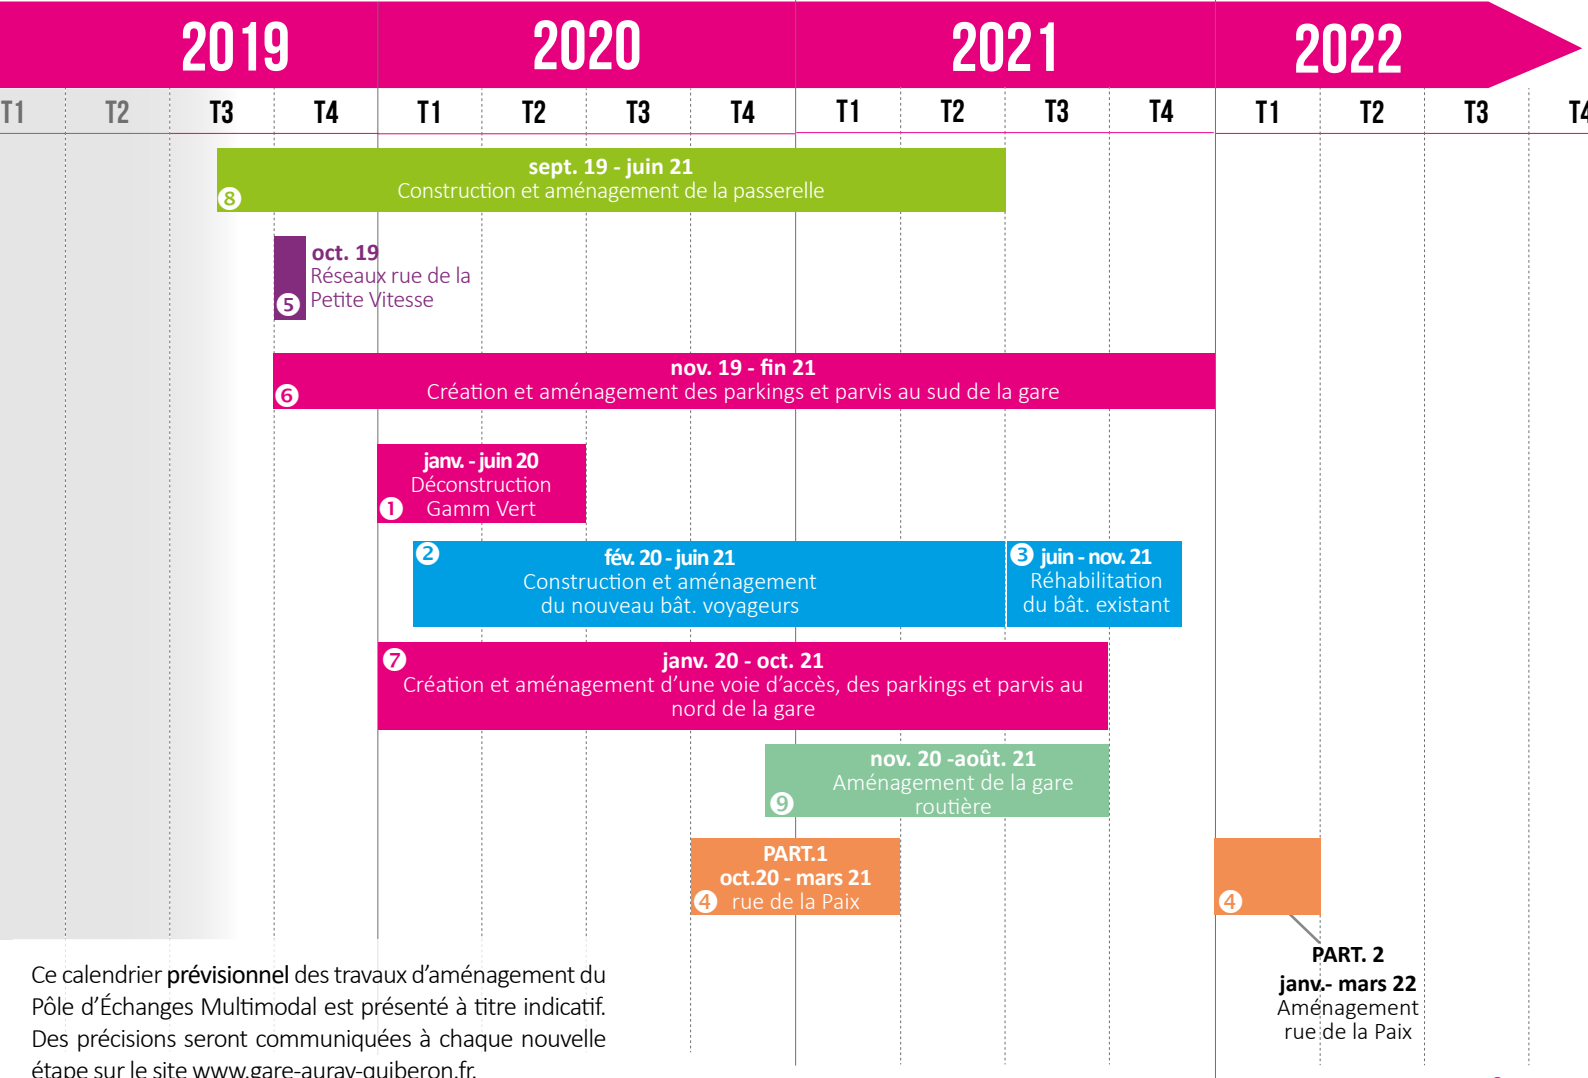 2019 2020 2021 2022
T1 T2 T3 T4 T1 T2 T3 T4 T1 T2 T3 T4 T1 T2 T3 T4
sept. 19 - juin 21
Construction et aménagement de la passerelle
8
oct. 19
Réseaux rue de la
Petite Vitesse
5
nov. 19 - fin 21
Création et aménagement des parkings et parvis au sud de la gare
6
janv. - juin 20
Déconstruction
Gamm Vert
1
2
fév. 20 - juin 21
Construction et aménagement
du nouveau bât. voyageurs
3 juin - nov. 21
Réhabilitation
du bât. existant
7
janv. 20 - oct. 21
Création et aménagement d’une voie d’accès, des parkings et parvis au
nord de la gare
nov. 20 -août. 21
Aménagement de la gare
routière
9
PART.1
oct.20 - mars 21
4 rue de la Paix
4
PART. 2
janv.- mars 22
Aménagement
rue de la Paix
Ce calendrier prévisionnel des travaux d’aménagement du
Pôle d’Échanges Multimodal est présenté à titre indicatif.
Des précisions seront communiquées à chaque nouvelle
étape sur le site www.gare-auray-quiberon.fr.